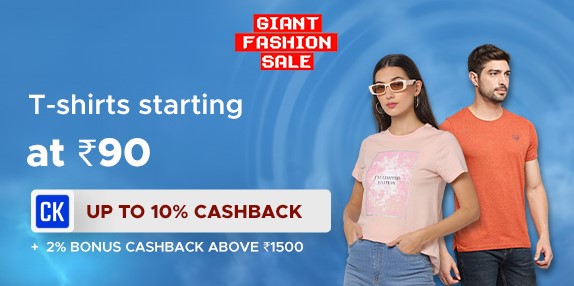 GIANT
FASHION
SALE
T-shirts starting
at ₹90
CK UP TO 10% CASHBACK
+ 2% BONUS CASHBACK ABOVE ₹1500